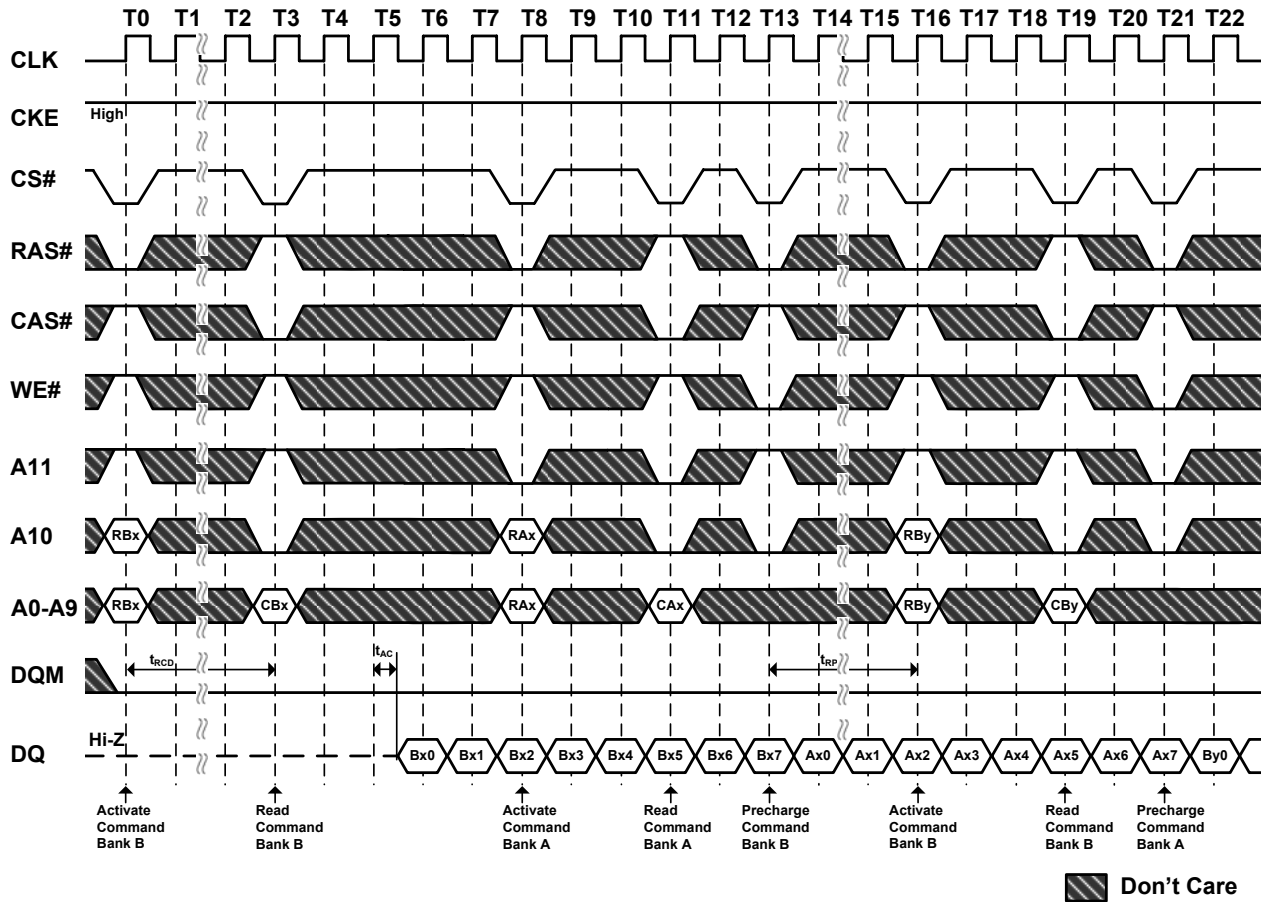 T0 T1 T2 T3 T4 T5 T6 T7 T8 T9 T10 T11 T12 T13 T14 T15 T16 T17 T18 T19 T20 T21 T22
CLK
CKE High
CS#
RAS#
CAS#
WE#
A11
A10 RBx RAx RBy
A0-A9 RBx CBx RAx CAx RBy CBy
DQM tRCD tAC tRP
DQ Hi-Z Bx0 Bx1 Bx2 Bx3 Bx4 Bx5 Bx6 Bx7 Ax0 Ax1 Ax2 Ax3 Ax4 Ax5 Ax6 Ax7 By0
Activate
Command
Bank B
Read
Command
Bank B
Activate
Command
Bank A
Read
Command
Bank A
Precharge
Command
Bank B
Activate
Command
Bank B
Read
Command
Bank B
Precharge
Command
Bank A
Don't Care